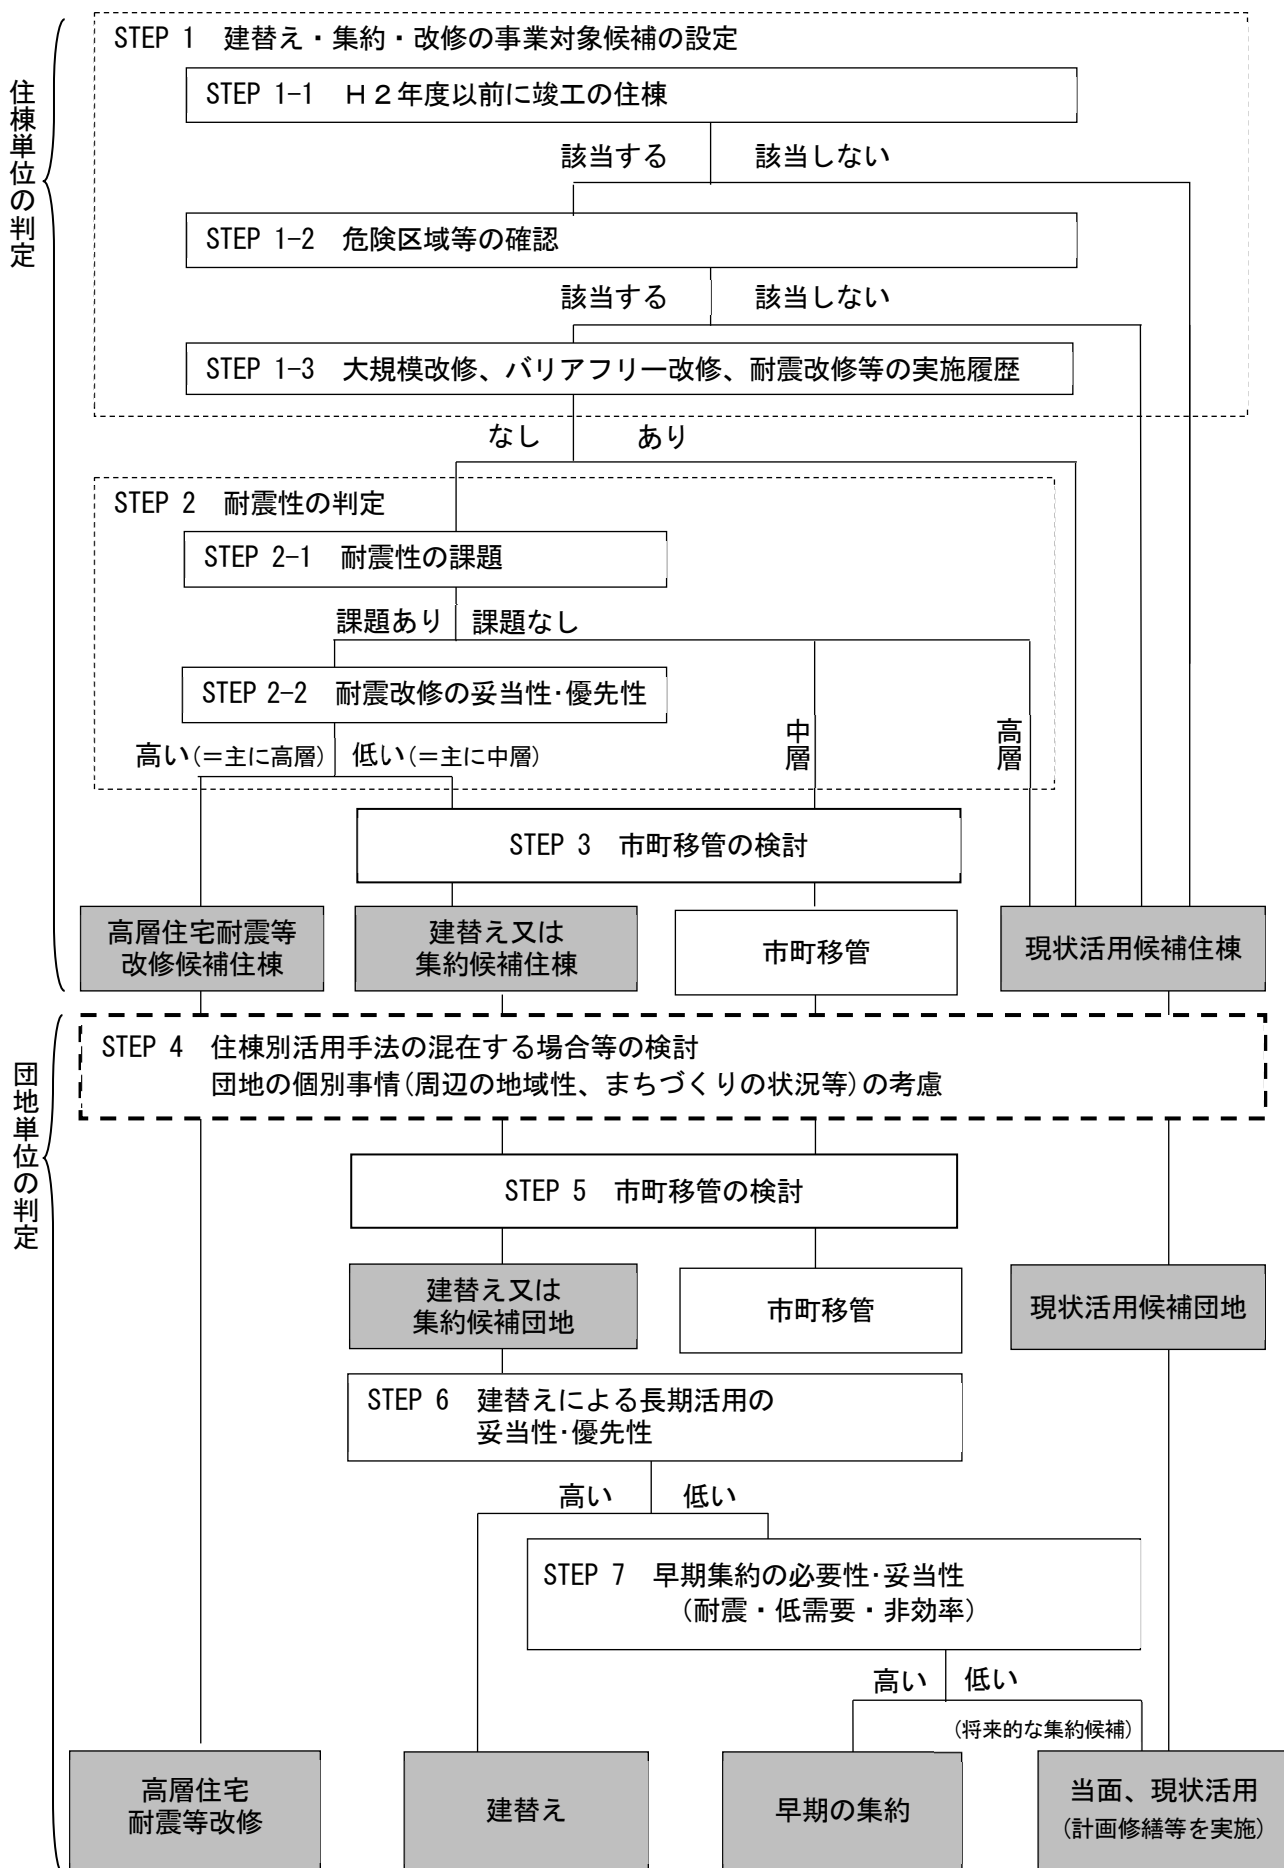 住棟単位の判定
STEP 1 建替え・集約・改修の事業対象候補の設定
STEP 1-1 H2年度以前に竣工の住棟
該当する 該当しない
STEP 1-2 危険区域等の確認
該当する 該当しない
STEP 1-3 大規模改修、バリアフリー改修、耐震改修等の実施履歴
なし あり
STEP 2 耐震性の判定
STEP 2-1 耐震性の課題
課題あり 課題なし
STEP 2-2 耐震改修の妥当性・優先性
高い(=主に高層) 低い(=主に中層)
中層
高層
STEP 3 市町移管の検討
高層住宅耐震等
改修候補住棟
建替え又は
集約候補住棟
市町移管
現状活用候補住棟
団地単位の判定
STEP 4 住棟別活用手法の混在する場合等の検討
団地の個別事情(周辺の地域性、まちづくりの状況等)の考慮
STEP 5 市町移管の検討
建替え又は
集約候補団地
市町移管
現状活用候補団地
STEP 6 建替えによる長期活用の
妥当性・優先性
高い 低い
STEP 7 早期集約の必要性・妥当性
(耐震・低需要・非効率)
高い 低い
(将来的な集約候補)
高層住宅
耐震等改修
建替え
早期の集約
当面、現状活用
(計画修繕等を実施)